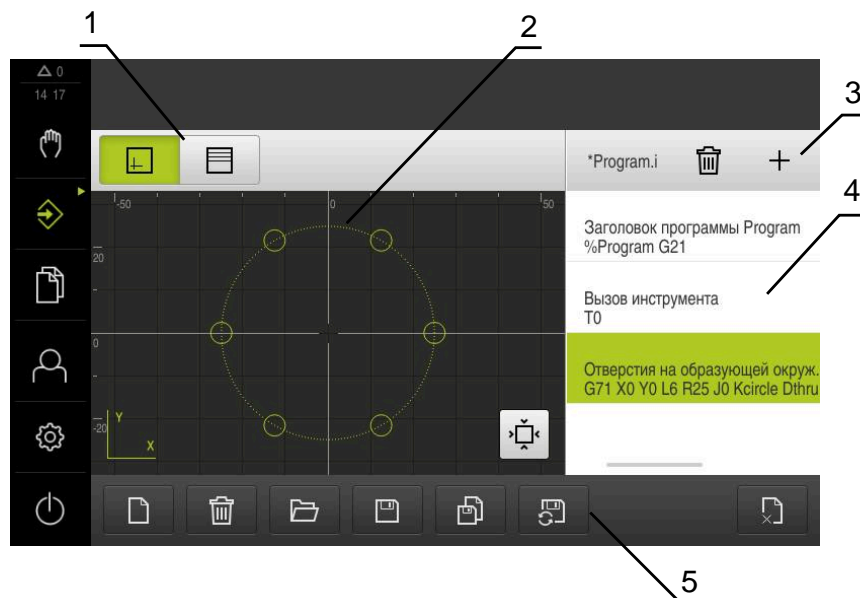 1
2
3
4
5
0
14 17
*Program.i
-50
0
50
20
0
-20
Y
X
Заголовок программы Program
%Program G21
Вызов инструмента
T0
Отверстия на образующей окруж.
G71 X0 Y0 L6 R25 J0 Kcircle Dthru